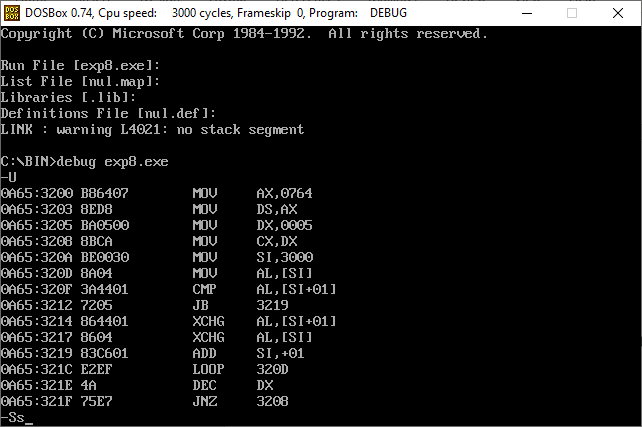 DOS BOX DOSBox 0.74, Cpu speed: 3000 cycles, Frameskip 0, Program: DEBUG
Copyright (C) Microsoft Corp 1984-1992. All rights reserved.
Run File [exp8.exe]:
List File [nul.map]:
Libraries [.lib]:
Definitions File [nul.def]:
LINK : warning L4021: no stack segment
C:\BIN>debug exp8.exe
-U
0A65:3200 B86407 MOV AX,0764
0A65:3203 8ED8 MOV DS,AX
0A65:3205 BA0500 MOV DX,0005
0A65:3208 8BCA MOV CX,DX
0A65:320A BE0030 MOV SI,3000
0A65:320D 8A04 MOV AL,[SI]
0A65:320F 3A4401 CMP AL,[SI+01]
0A65:3212 7205 JB 3219
0A65:3214 864401 XCHG AL,[SI+01]
0A65:3217 8604 XCHG AL,[SI]
0A65:3219 83C601 ADD SI,+01
0A65:321C E2EF LOOP 320D
0A65:321E 4A DEC DX
0A65:321F 75E7 JNZ 3208
-Ss_